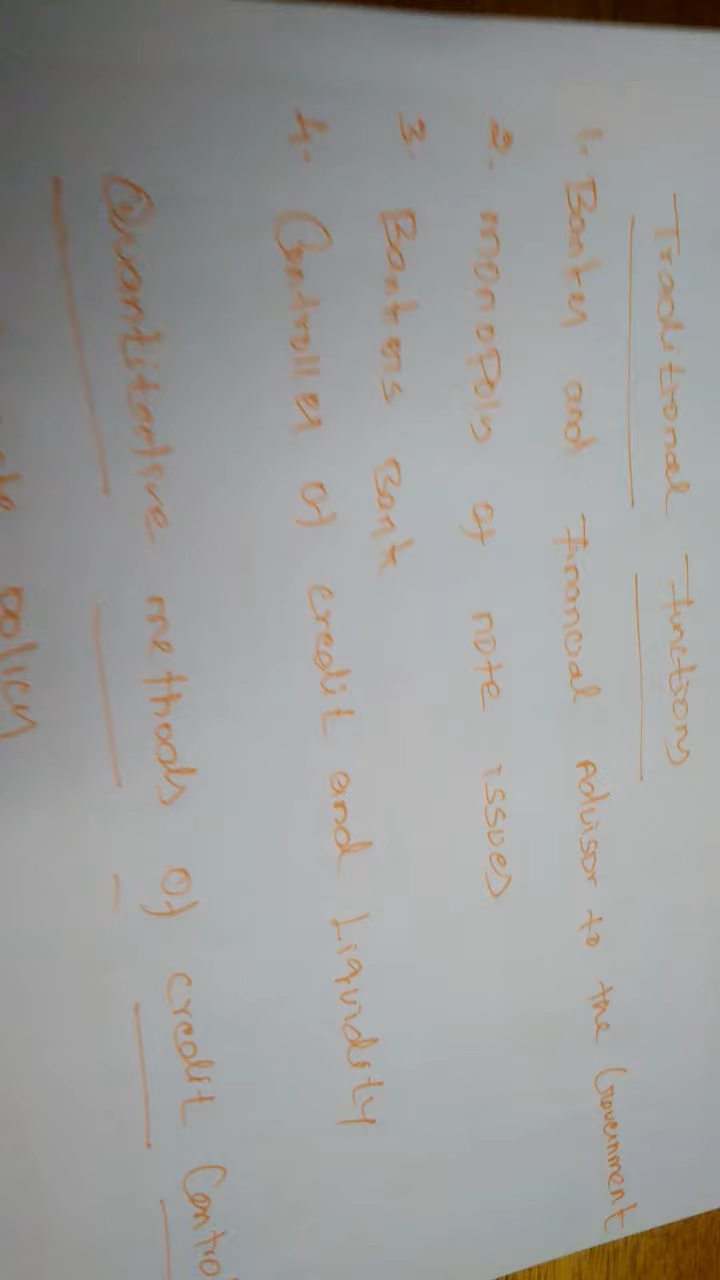 Traditional Functions
1. Banker and Financial Advisor to the Government
2. monopoly of note issues
3. Bankers Bank
4. Controller of credit and Liquidity
Quantitative methods of credit
policy